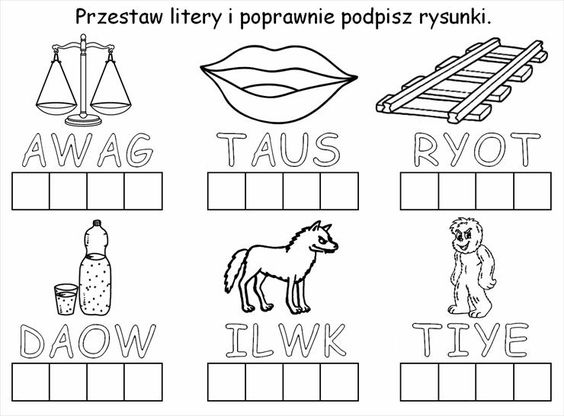 Przestaw litery i poprawnie podpisz rysunki.
AWAG TAUS RYOT
DAOW ILWK TIYE